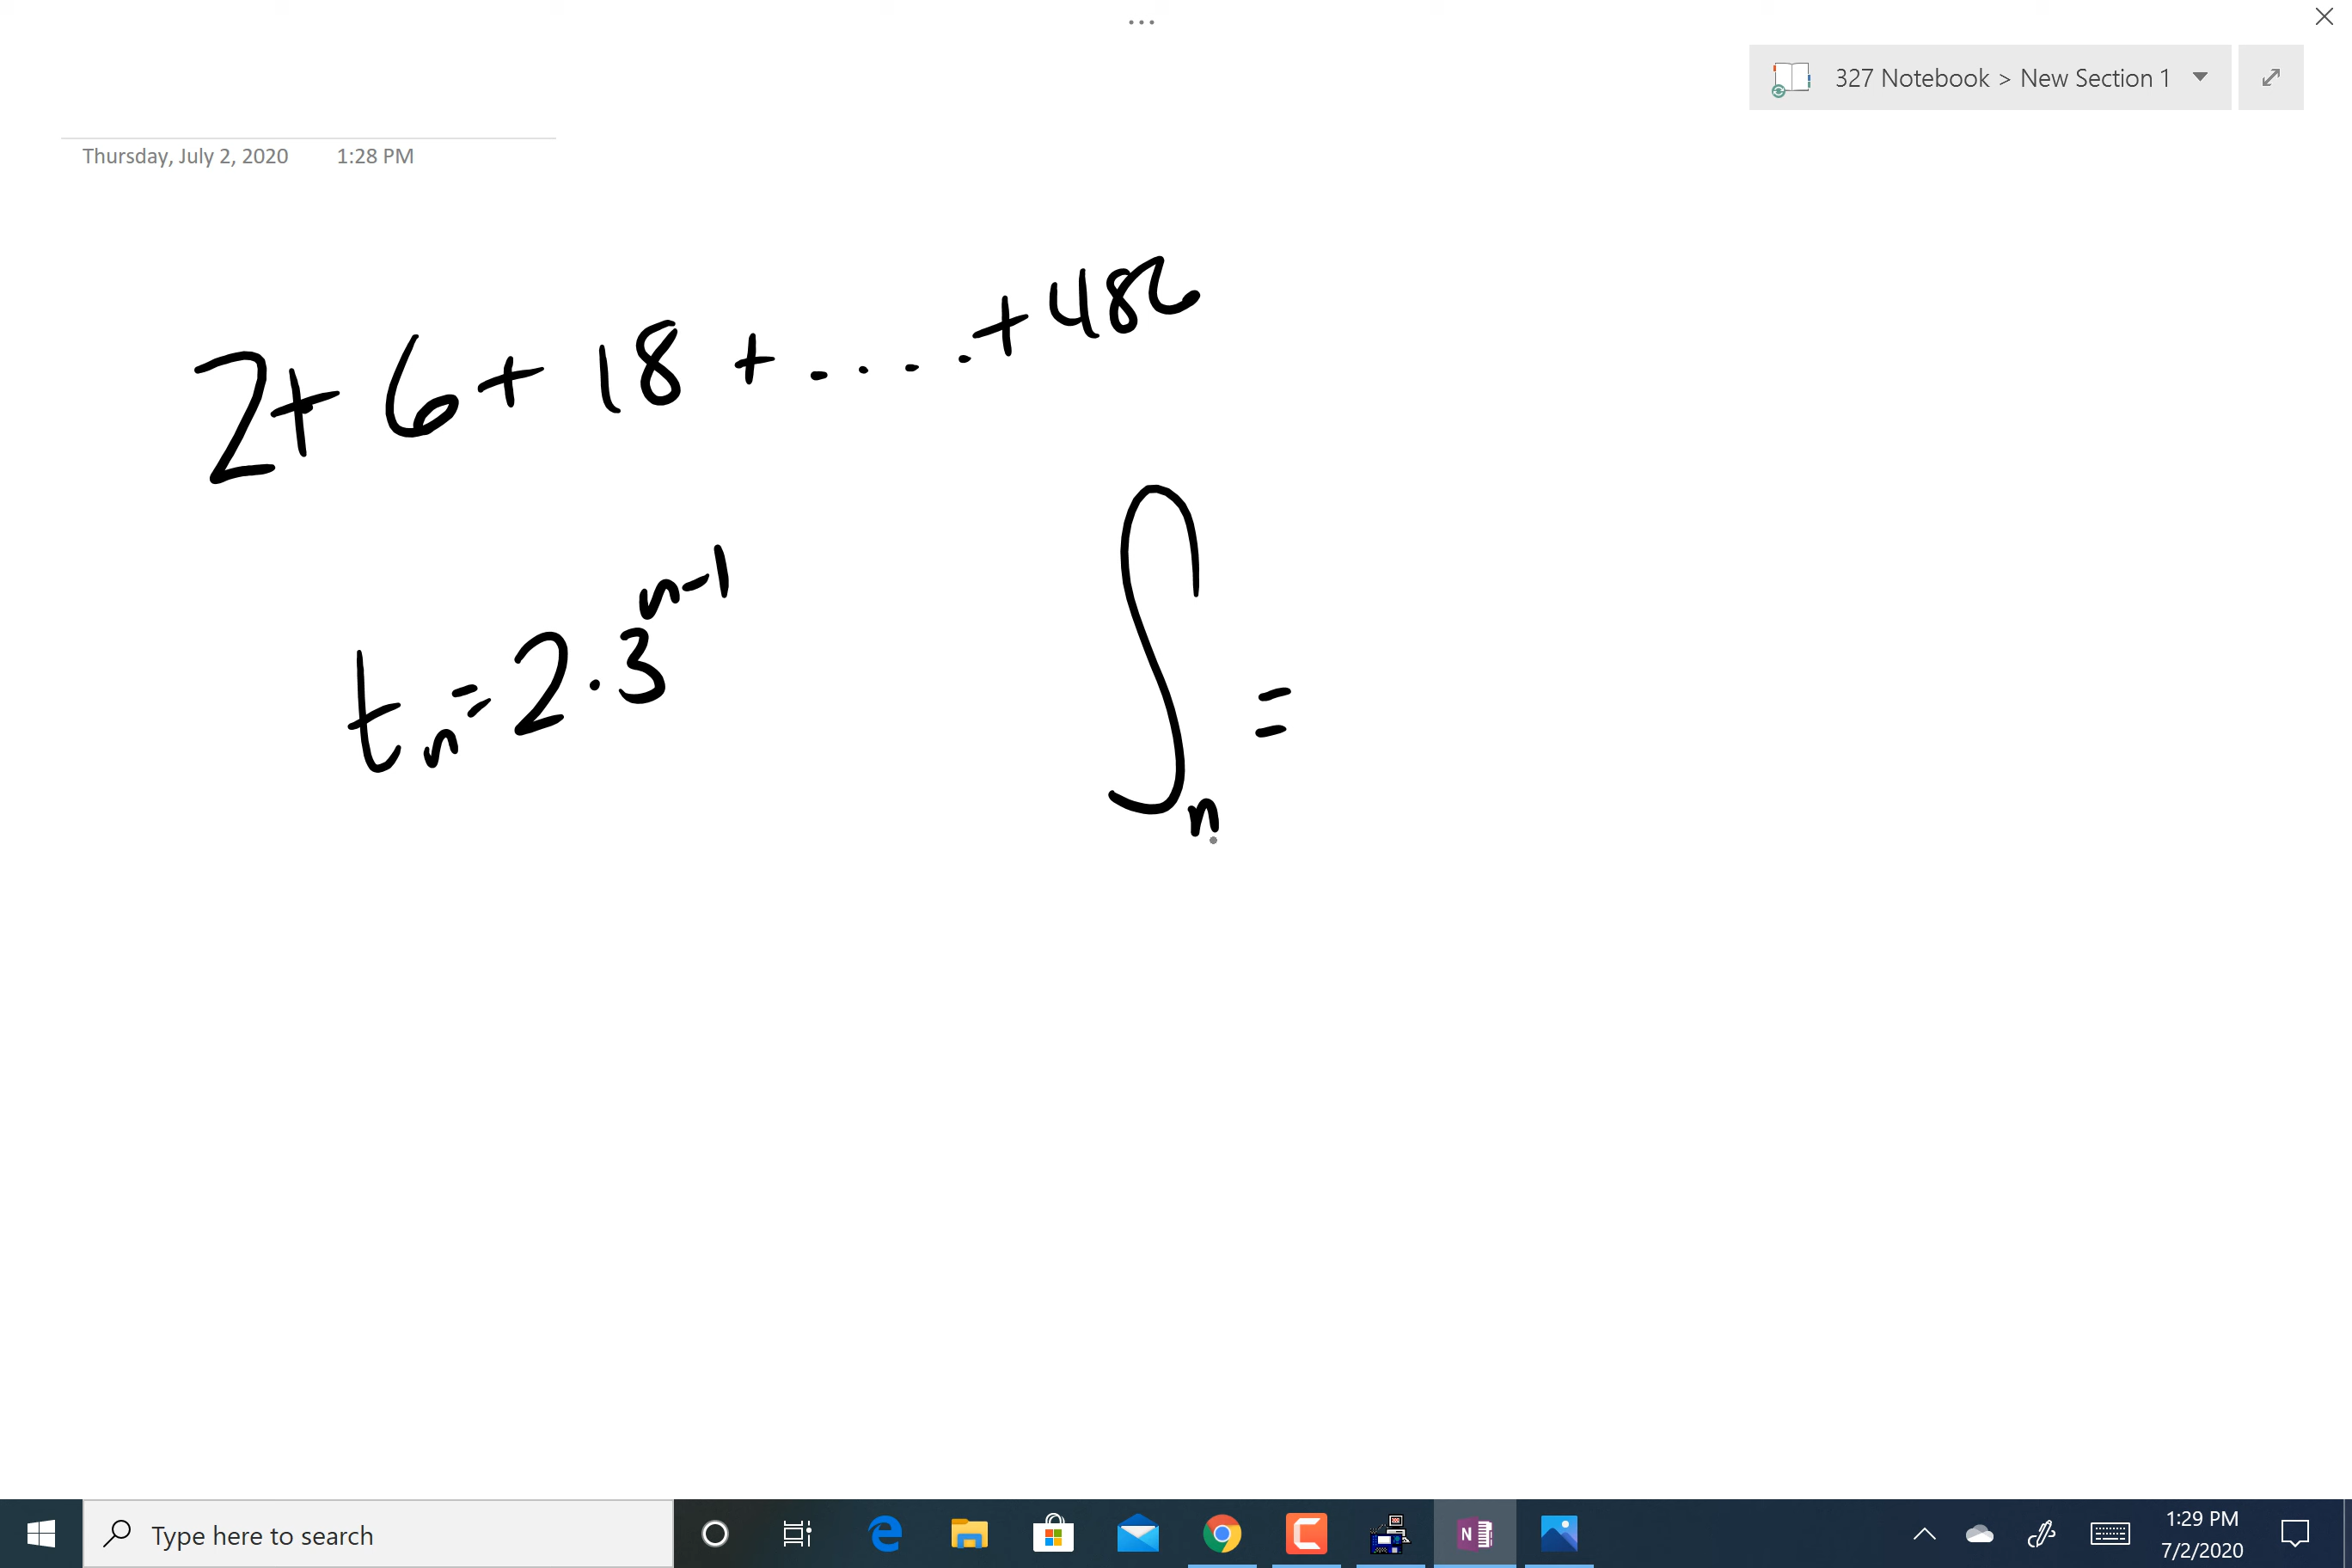 ...
327 Notebook > New Section 1
Thursday, July 2, 2020 1:28 PM
2+6+18+.....+486
tₙ=2·3ⁿ⁻¹
Sₙ=
Type here to search
1:29 PM
7/2/2020